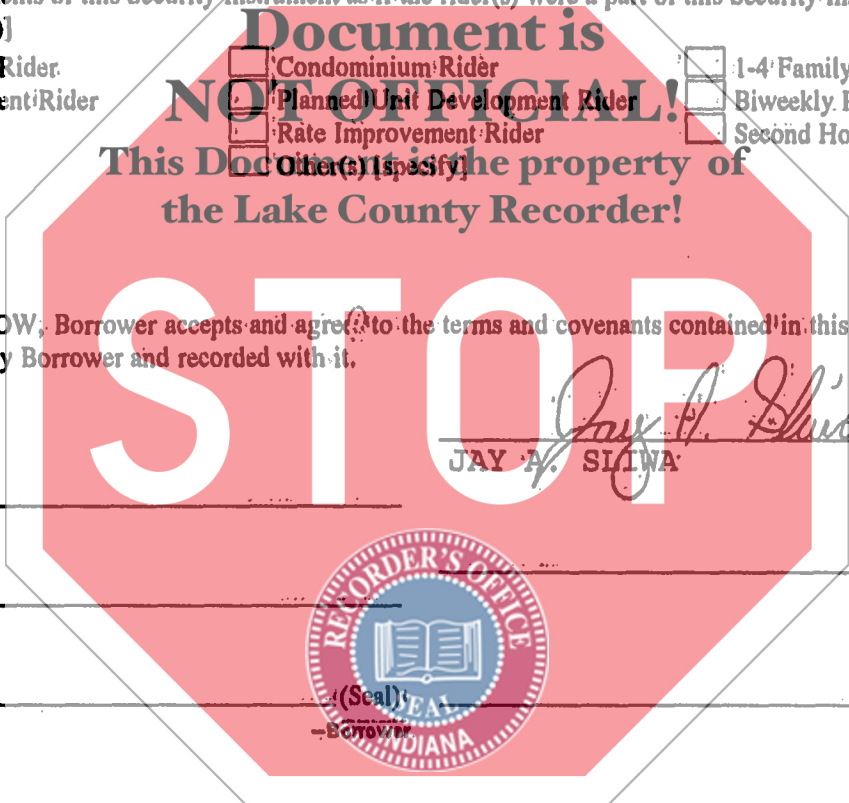 Document is
Rider. Condominium Rider 1-4 Family
NOT OFFICIAL!
ent Rider Planned Unit Development Rider Biweekly
Rate Improvement Rider Second Ho
This Document is the property of
Other(s) [specify]
the Lake County Recorder!
STOP
OW, Borrower accepts and agrees to the terms and covenants contained in this
y Borrower and recorded with it.
Jay A. Sliwa
JAY A. SLIWA
RECORDER'S OFFICE
(Seal)
SEAL
—Borrower
INDIANA